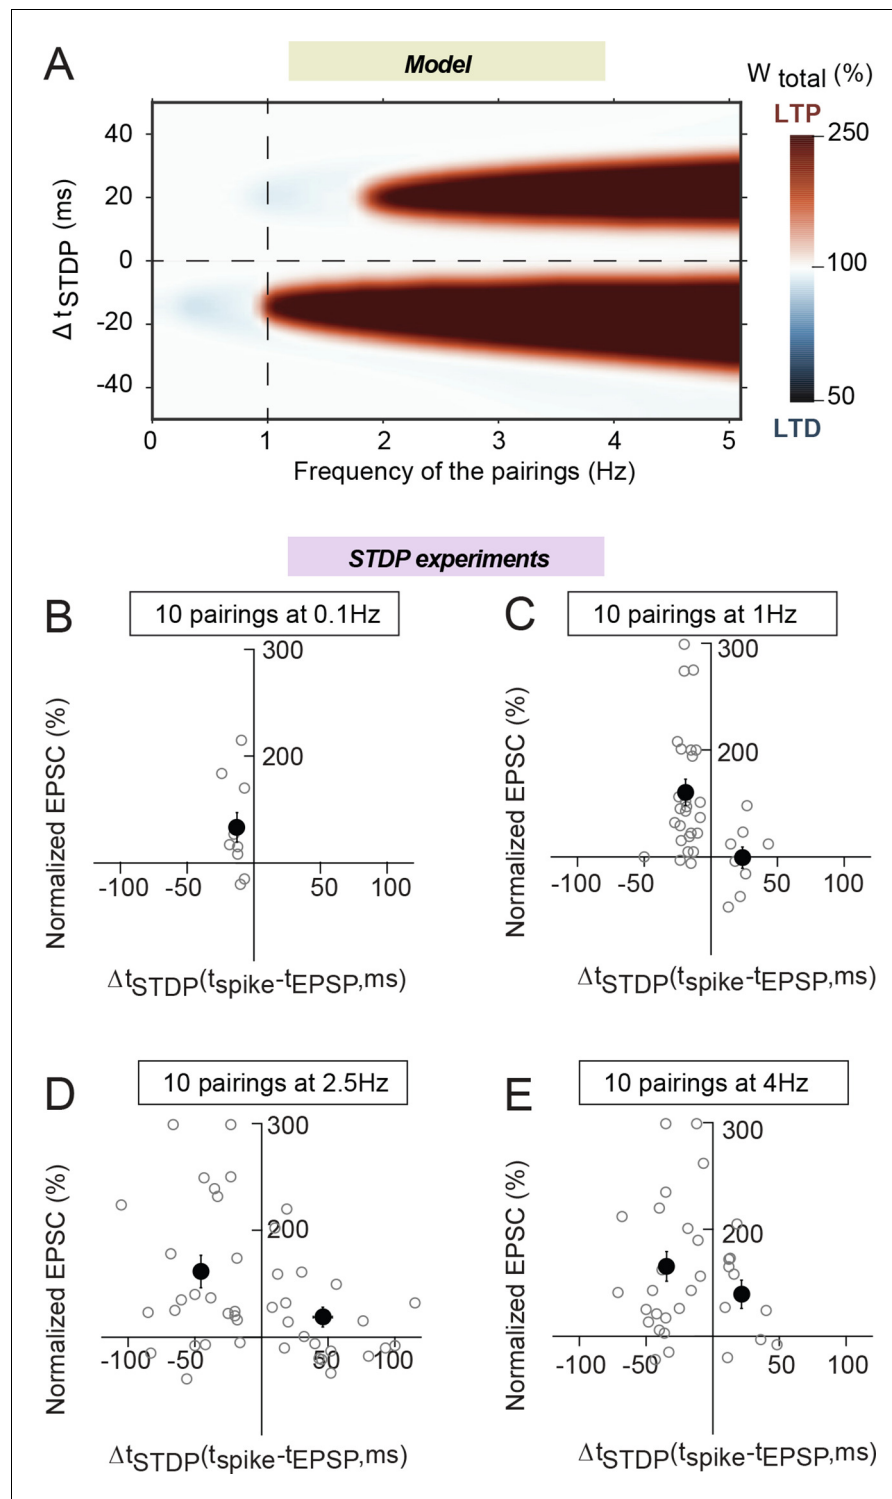 A
Model
W total (%)
LTP
250
100
50
LTD
Δ tSTDP (ms)
40
20
0
-20
-40
0 1 2 3 4 5
Frequency of the pairings (Hz)
STDP experiments
B
10 pairings at 0.1Hz
Normalized EPSC (%)
300
200
-100 -50 50 100
ΔtSTDP(tspike-tEPSP,ms)
C
10 pairings at 1Hz
Normalized EPSC (%)
300
200
-100 -50 50 100
ΔtSTDP(tspike-tEPSP,ms)
D
10 pairings at 2.5Hz
Normalized EPSC (%)
300
200
-100 -50 50 100
ΔtSTDP(tspike-tEPSP,ms)
E
10 pairings at 4Hz
Normalized EPSC (%)
300
200
-100 -50 50 100
ΔtSTDP(tspike-tEPSP,ms)